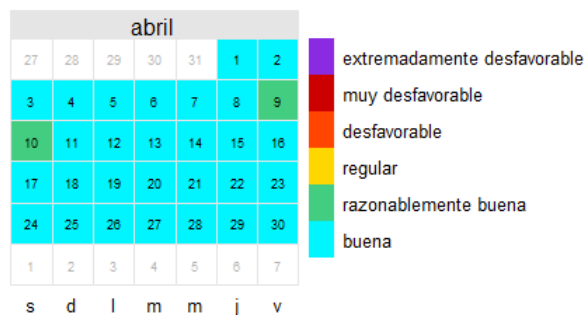 abril
27 28 29 30 31 1 2
3 4 5 6 7 8 9
10 11 12 13 14 15 16
17 18 19 20 21 22 23
24 25 26 27 28 29 30
1 2 3 4 5 6 7
s d l m m j v
extremadamente desfavorable
muy desfavorable
desfavorable
regular
razonablemente buena
buena